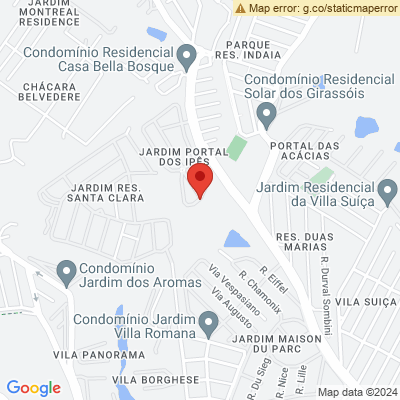 Map error: g.co/staticmaperror
JARDIM
MONTREAL
RESIDENCE
Condomínio Residencial
Casa Bella Bosque
PARQUE
RES. INDAIA
CHÁCARA
BELVEDERE
Condomínio Residencial
Solar dos Girassóis
JARDIM PORTAL
DOS IRÊS
PORTAL DAS
ACÁCIAS
JARDIM RES.
SANTA CLARA
Jardim Residencial
da Villa Suíça
RES. DUAS
MARIAS
Condomínio
Jardim dos Aromas
Via Vespasiano
Via Augusto
R. Eiffel
R. Chamonix
R. Durval Sombini
VILA SUIÇA
Condomínio Jardim
Villa Romana
JARDIM MAISON
DU PARC
VILA PANORAMA
VILA BORGHESE
R. Du Sieg
R. Nice
R. Lille
Google
Map data ©2024